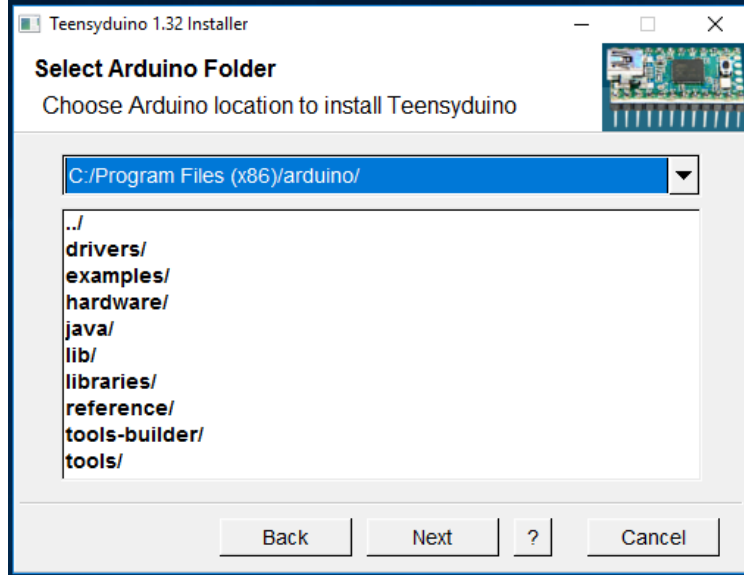 Teensyduino 1.32 Installer
Select Arduino Folder
Choose Arduino location to install Teensyduino
C:/Program Files (x86)/arduino/
../
drivers/
examples/
hardware/
java/
lib/
libraries/
reference/
tools-builder/
tools/
Back Next ? Cancel